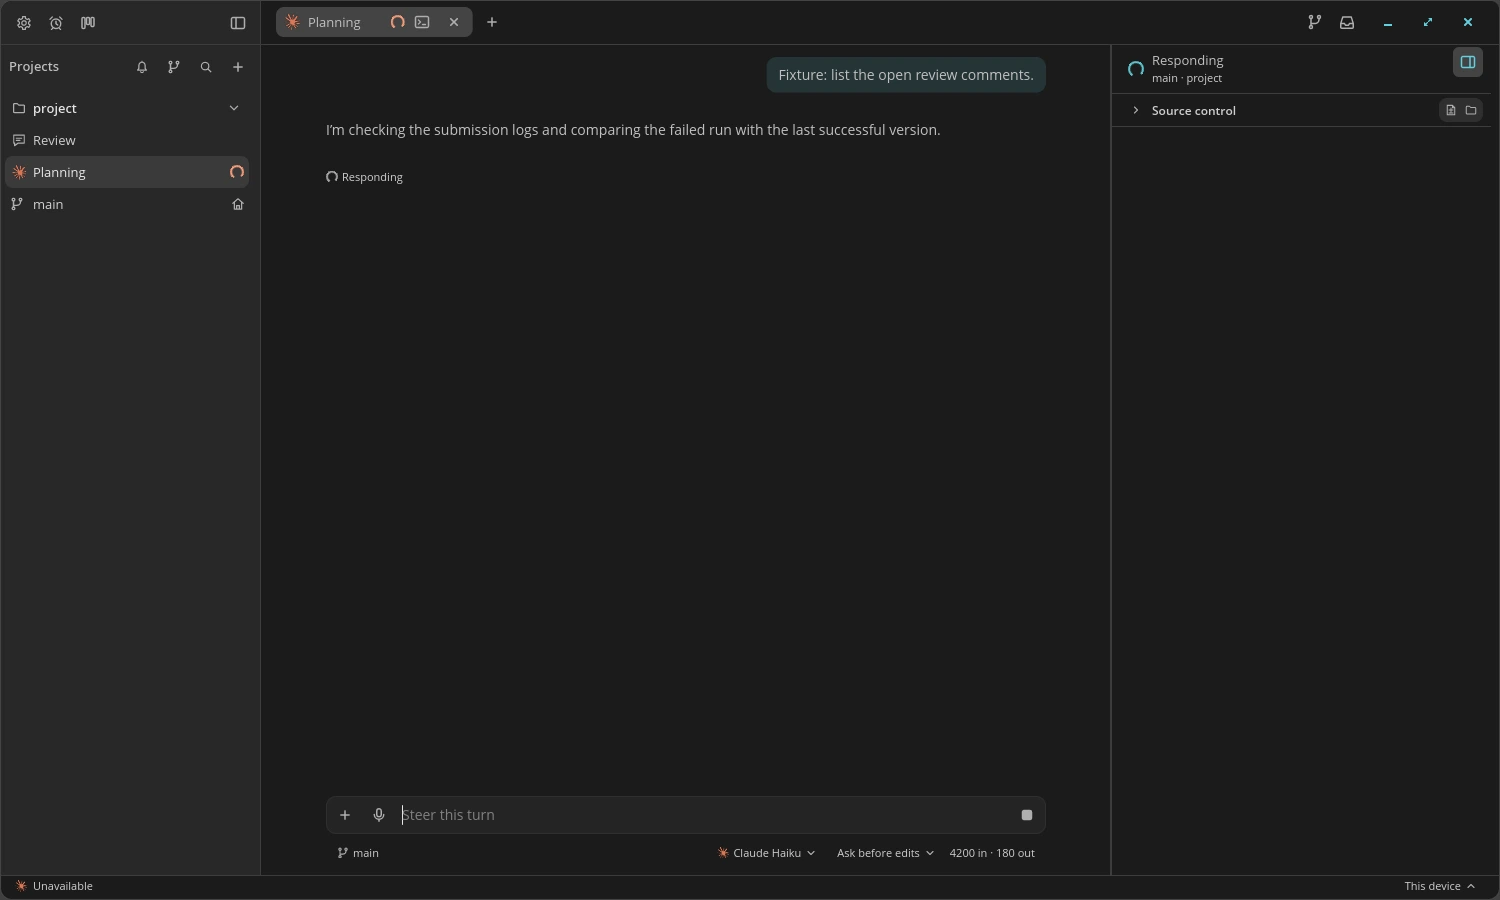 Planning
Projects
project
Review
Planning
main
Fixture: list the open review comments.
I'm checking the submission logs and comparing the failed run with the last successful version.
Responding
Responding
main · project
Source control
Steer this turn
main
Claude Haiku
Ask before edits
4200 in · 180 out
Unavailable
This device